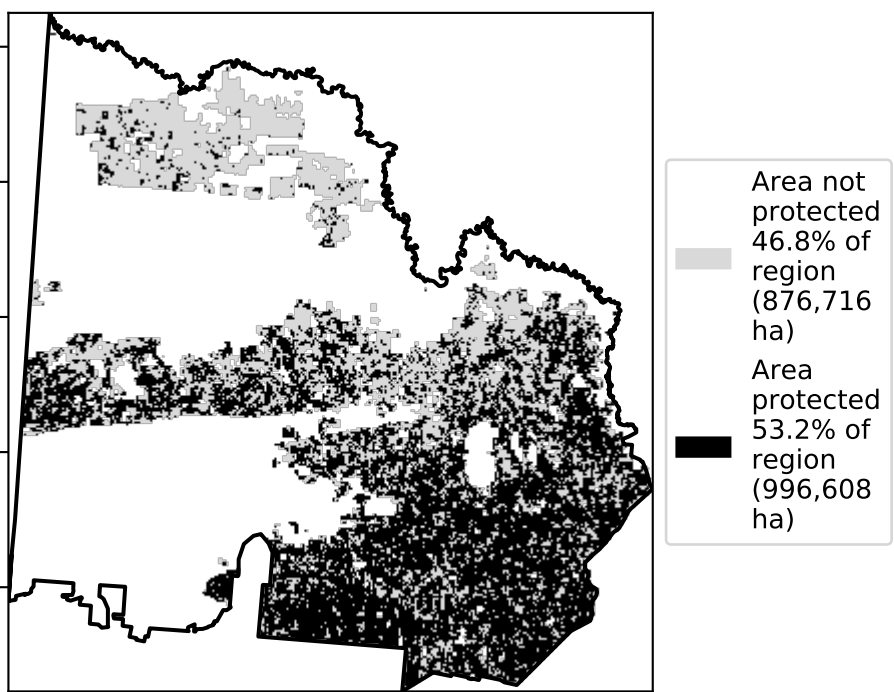 Area not
protected
46.8% of
region
(876,716
ha)
Area
protected
53.2% of
region
(996,608
ha)